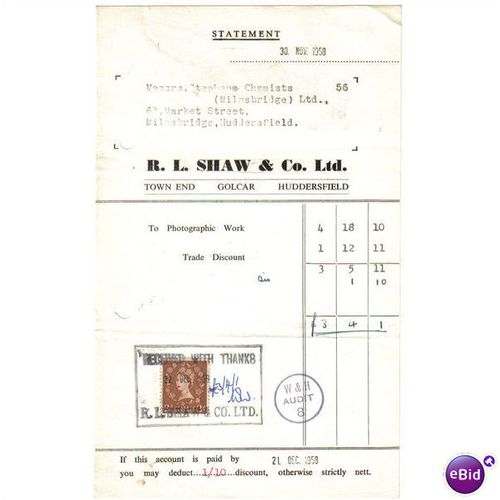 STATEMENT
30. NOV. 1958
Messrs. Stephens Chemists 56
(Milnsbridge) Ltd.,
Market Street,
Milnsbridge, Huddersfield.
R. L. SHAW & Co. Ltd.
TOWN END GOLCAR HUDDERSFIELD
To Photographic Work 4 18 10
Trade Discount 1 12 11
3 5 11
Dis 1 10
£3 4 1
RECEIVED WITH THANKS
£3/4/1
R. L. SHAW & CO. LTD.
W & H
AUDIT
8
If this account is paid by 21 DEC. 1958
you may deduct...1/10...discount, otherwise strictly nett.
eBid